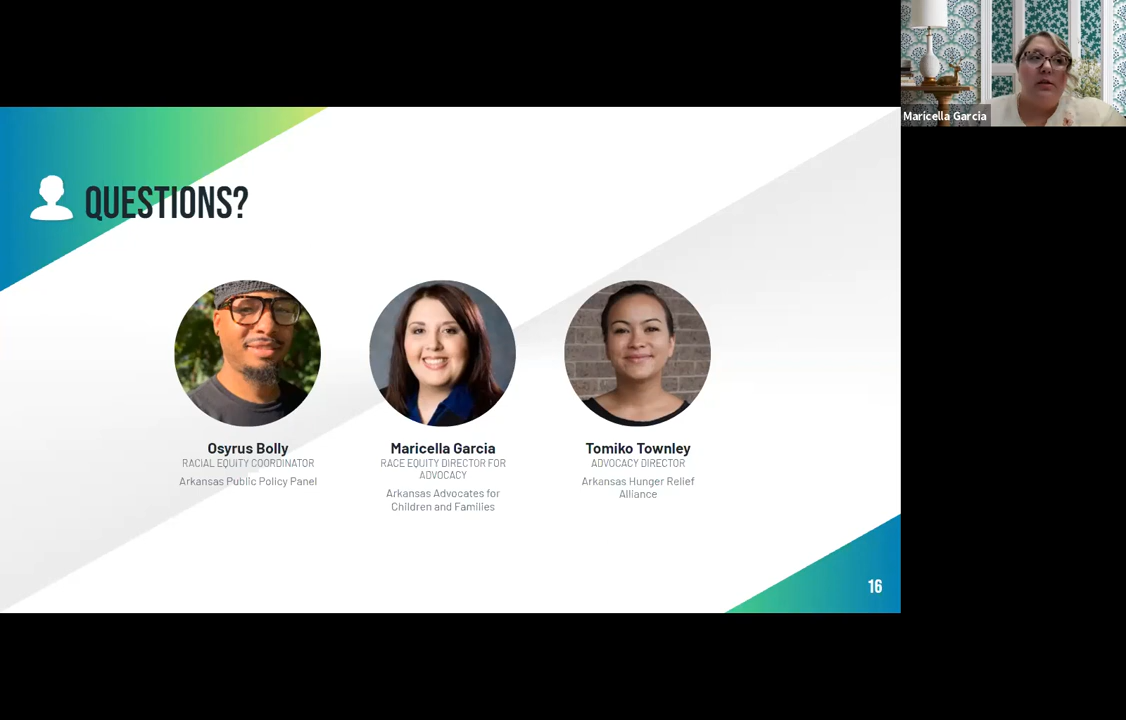 Maricella Garcia
QUESTIONS?
Osyrus Bolly
RACIAL EQUITY COORDINATOR
Arkansas Public Policy Panel
Maricella Garcia
RACE EQUITY DIRECTOR FOR
ADVOCACY
Arkansas Advocates for
Children and Families
Tomiko Townley
ADVOCACY DIRECTOR
Arkansas Hunger Relief
Alliance
16